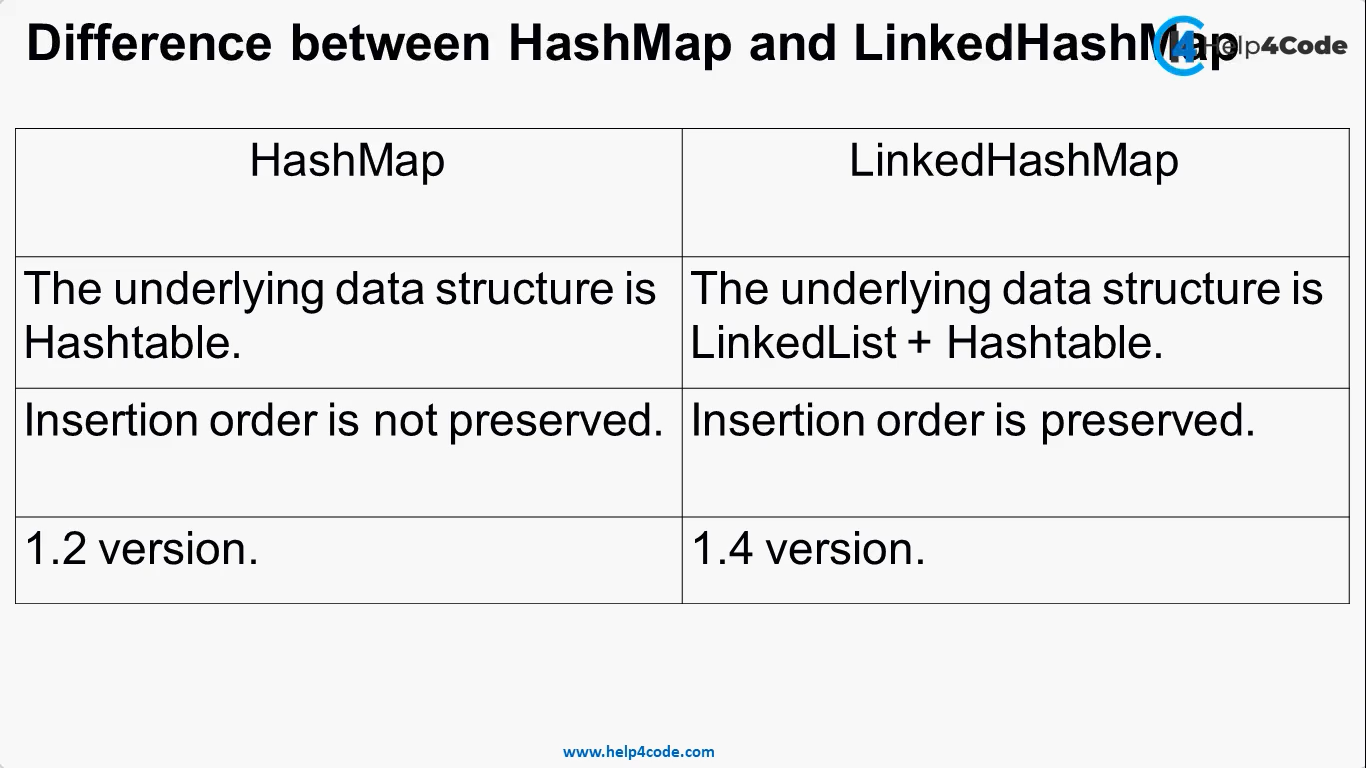 Difference between HashMap and LinkedHashMap
Help4Code
HashMap
LinkedHashMap
The underlying data structure is
Hashtable.
The underlying data structure is
LinkedList + Hashtable.
Insertion order is not preserved.
Insertion order is preserved.
1.2 version.
1.4 version.
www.help4code.com